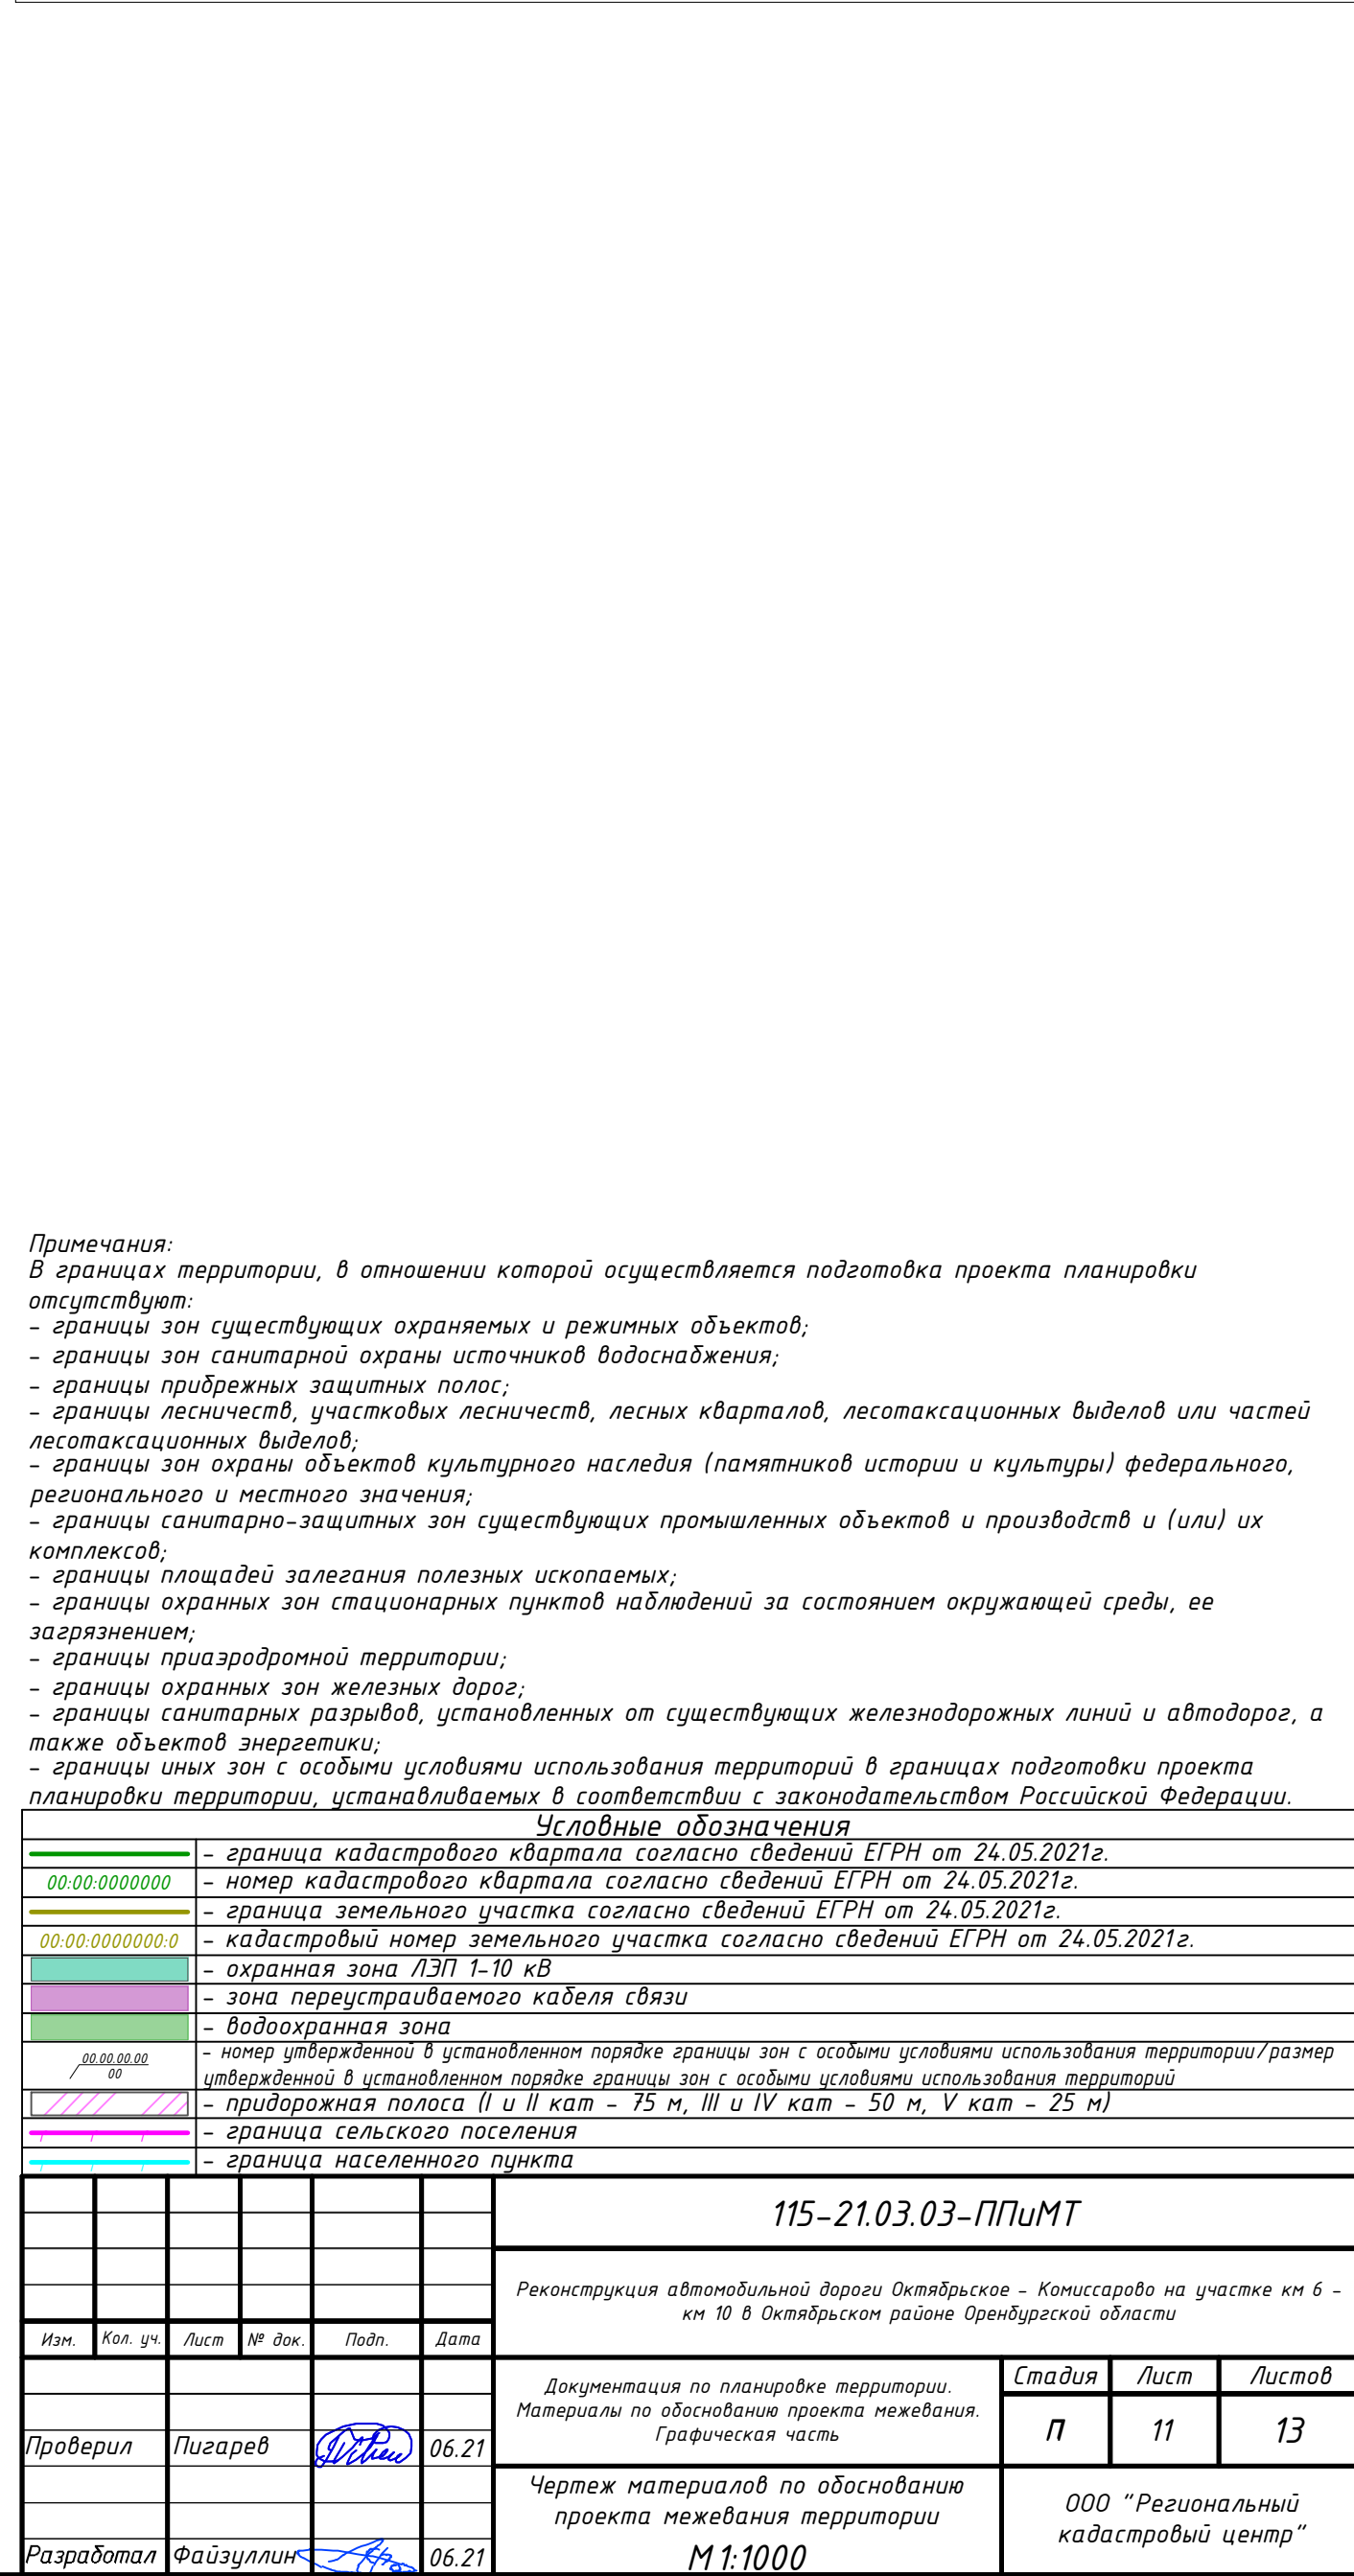 Примечания:
В границах территории, в отношении которой осуществляется подготовка проекта планировки
отсутствуют:
- границы зон существующих охраняемых и режимных объектов;
- границы зон санитарной охраны источников водоснабжения;
- границы прибрежных защитных полос;
- границы лесничеств, участковых лесничеств, лесных кварталов, лесотаксационных выделов или частей
лесотаксационных выделов;
- границы зон охраны объектов культурного наследия (памятников истории и культуры) федерального,
регионального и местного значения;
- границы санитарно-защитных зон существующих промышленных объектов и производств и (или) их
комплексов;
- границы площадей залегания полезных ископаемых;
- границы охранных зон стационарных пунктов наблюдений за состоянием окружающей среды, ее
загрязнением;
- границы приаэродромной территории;
- границы охранных зон железных дорог;
- границы санитарных разрывов, установленных от существующих железнодорожных линий и автодорог, а
также объектов энергетики;
- границы иных зон с особыми условиями использования территорий в границах подготовки проекта
планировки территории, устанавливаемых в соответствии с законодательством Российской Федерации.
Условные обозначения
- граница кадастрового квартала согласно сведений ЕГРН от 24.05.2021г.
00:00:0000000 - номер кадастрового квартала согласно сведений ЕГРН от 24.05.2021г.
- граница земельного участка согласно сведений ЕГРН от 24.05.2021г.
00:00:0000000:0 - кадастровый номер земельного участка согласно сведений ЕГРН от 24.05.2021г.
- охранная зона ЛЭП 1-10 кВ
- зона переустраиваемого кабеля связи
- водоохранная зона
00.00.00.00
00
- номер утвержденной в установленном порядке границы зон с особыми условиями использования территории/размер
утвержденной в установленном порядке границы зон с особыми условиями использования территорий
- придорожная полоса (I и II кат - 75 м, III и IV кат - 50 м, V кат - 25 м)
- граница сельского поселения
- граница населенного пункта
115-21.03.03-ППиМТ
Реконструкция автомобильной дороги Октябрьское - Комиссарово на участке км 6 -
км 10 в Октябрьском районе Оренбургской области
Изм. Кол. уч. Лист № док. Подп. Дата
Документация по планировке территории.
Материалы по обоснованию проекта межевания.
Графическая часть
Стадия Лист Листов
П 11 13
Проверил Пигарев 06.21
Чертеж материалов по обоснованию
проекта межевания территории
М 1:1000
ООО "Региональный
кадастровый центр"
Разработал Файзуллин 06.21